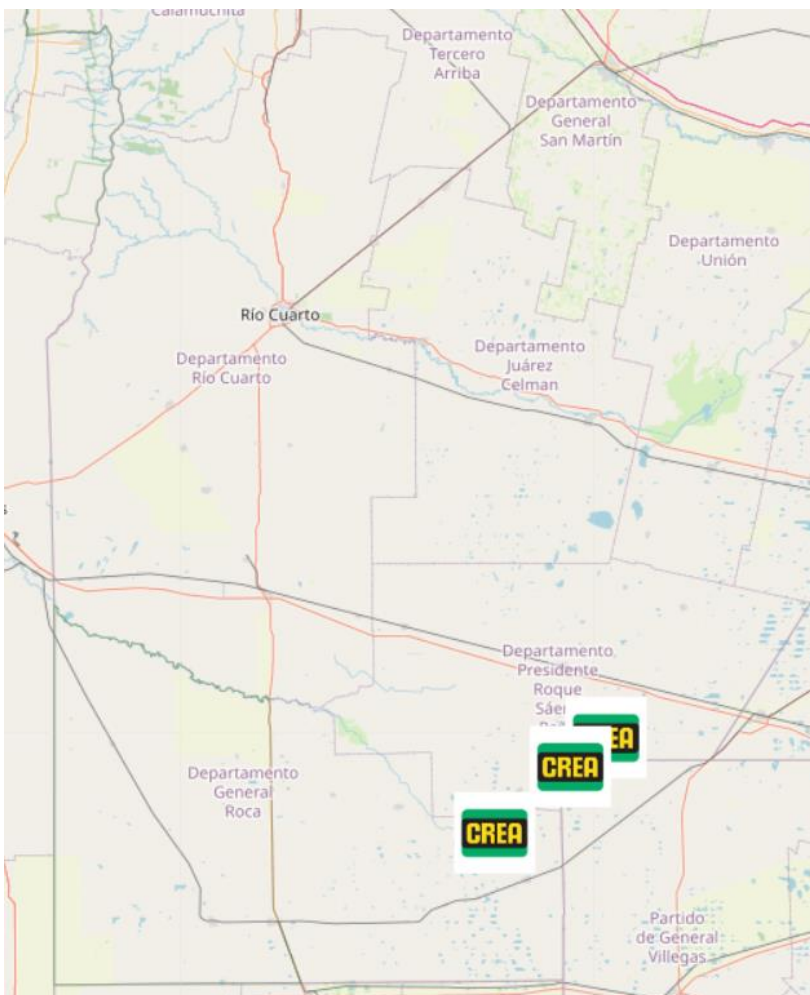 Calamuchita
Departamento
Tercero
Arriba
Departamento
General
San Martín
Departamento
Unión
Río Cuarto
Departamento
Río Cuarto
Departamento
Juárez
Celman
Departamento
Presidente
Roque
Departamento
General
Roca
CREA
CREA
Partido
de General
Villegas